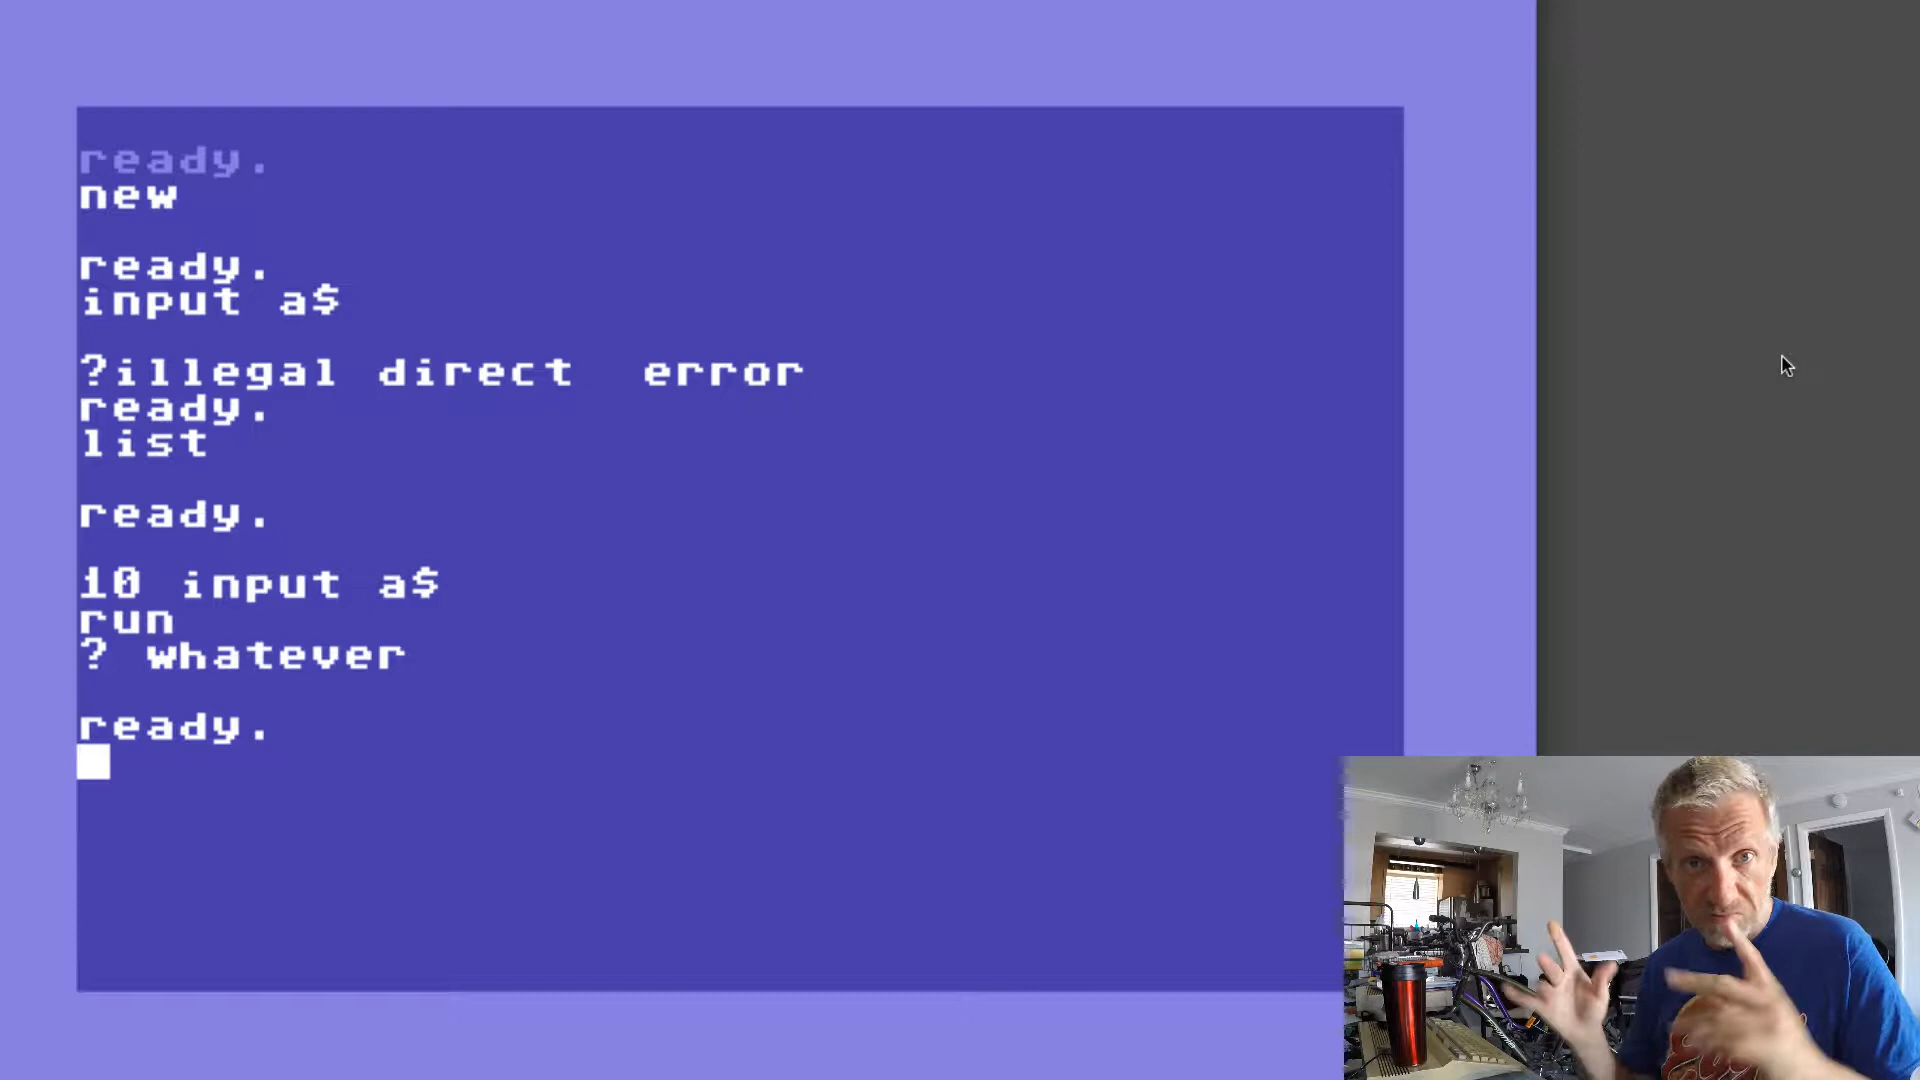 ready.
new
ready.
input a$
?illegal direct  error
ready.
list
ready.
10 input a$
run
? whatever
ready.